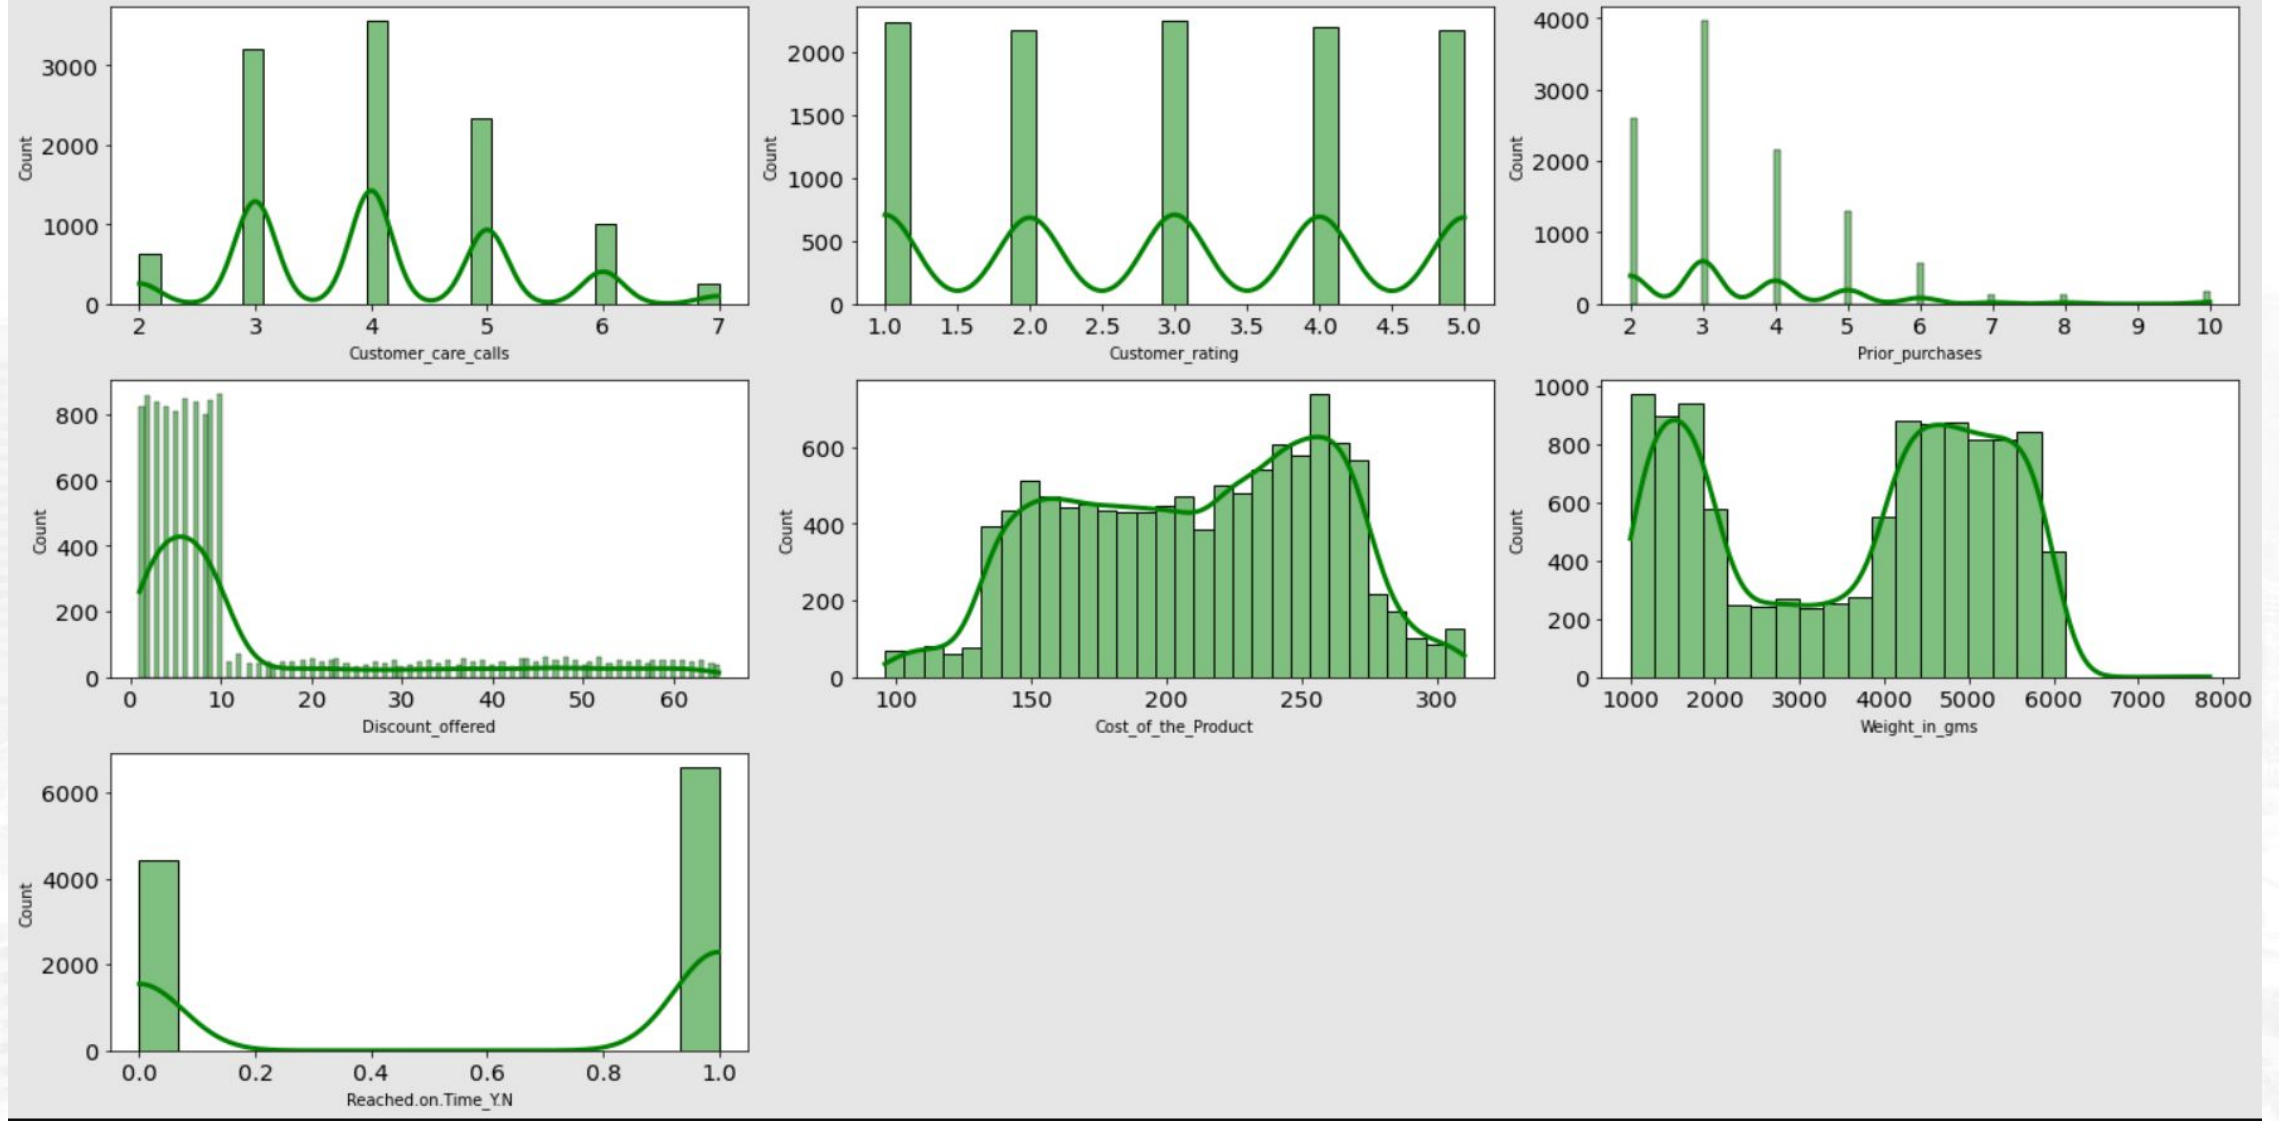 3000
2000
1000
0
Count
2 3 4 5 6 7
Customer_care_calls
2000
1500
1000
500
0
Count
1.0 1.5 2.0 2.5 3.0 3.5 4.0 4.5 5.0
Customer_rating
4000
3000
2000
1000
0
Count
2 3 4 5 6 7 8 9 10
Prior_purchases
800
600
400
200
0
Count
0 10 20 30 40 50 60
Discount_offered
600
400
200
0
Count
100 150 200 250 300
Cost_of_the_Product
1000
800
600
400
200
0
Count
1000 2000 3000 4000 5000 6000 7000 8000
Weight_in_gms
6000
4000
2000
0
Count
0.0 0.2 0.4 0.6 0.8 1.0
Reached.on.Time_Y.N